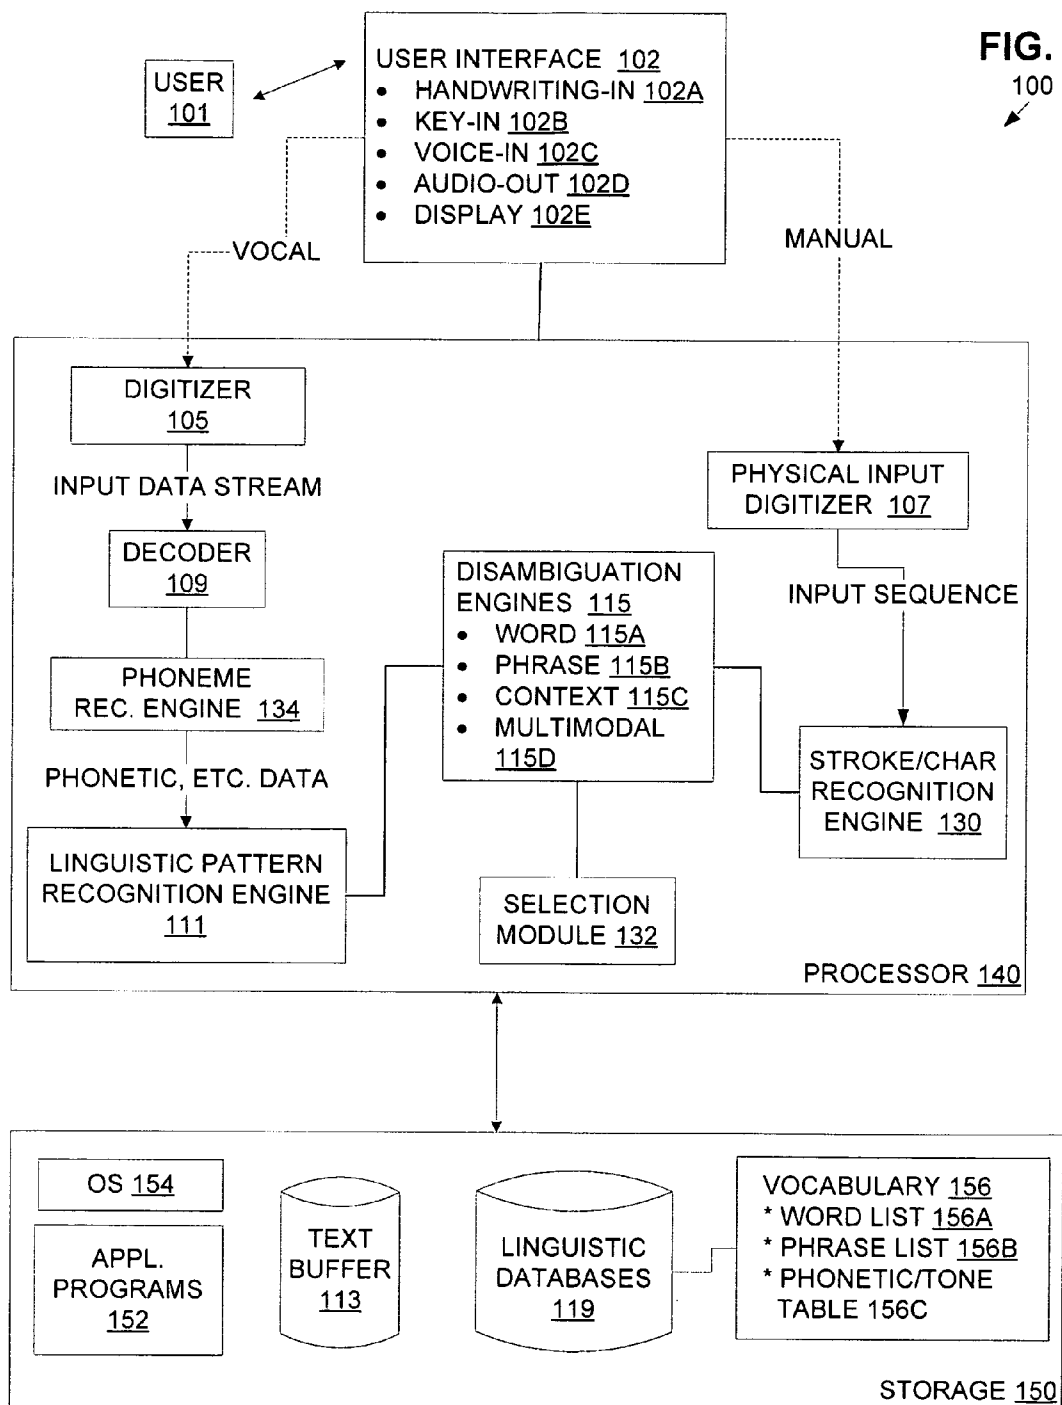 FIG.
100
USER
101
USER INTERFACE 102
• HANDWRITING-IN 102A
• KEY-IN 102B
• VOICE-IN 102C
• AUDIO-OUT 102D
• DISPLAY 102E
VOCAL
MANUAL
DIGITIZER
105
INPUT DATA STREAM
DECODER
109
PHONEME
REC. ENGINE 134
PHONETIC, ETC. DATA
LINGUISTIC PATTERN
RECOGNITION ENGINE
111
DISAMBIGUATION
ENGINES 115
• WORD 115A
• PHRASE 115B
• CONTEXT 115C
• MULTIMODAL
115D
SELECTION
MODULE 132
PHYSICAL INPUT
DIGITIZER 107
INPUT SEQUENCE
STROKE/CHAR
RECOGNITION
ENGINE 130
PROCESSOR 140
OS 154
APPL.
PROGRAMS
152
TEXT
BUFFER
113
LINGUISTIC
DATABASES
119
VOCABULARY 156
* WORD LIST 156A
* PHRASE LIST 156B
* PHONETIC/TONE
TABLE 156C
STORAGE 150